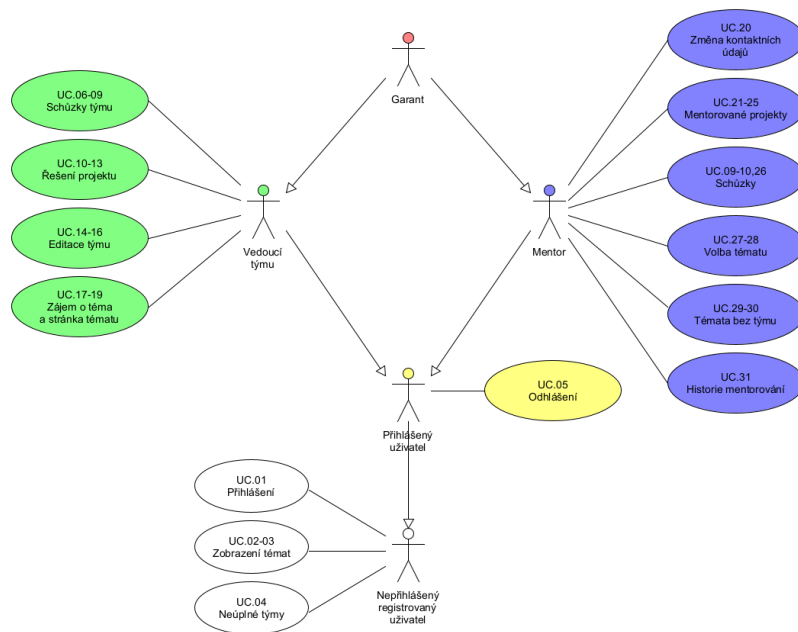 Garant
UC.06-09
Schůzky týmu
UC.10-13
Řešení projektu
UC.14-16
Editace týmu
UC.17-19
Zájem o téma
a stránka tématu
Vedoucí
týmu
Mentor
UC.20
Změna kontaktních
údajů
UC.21-25
Mentorované projekty
UC.09-10,26
Schůzky
UC.27-28
Volba tématu
UC.29-30
Témata bez týmu
UC.31
Historie mentorování
Přihlášený
uživatel
UC.05
Odhlášení
UC.01
Přihlášení
UC.02-03
Zobrazení témat
UC.04
Neúplné týmy
Nepřihlášený
registrovaný
uživatel